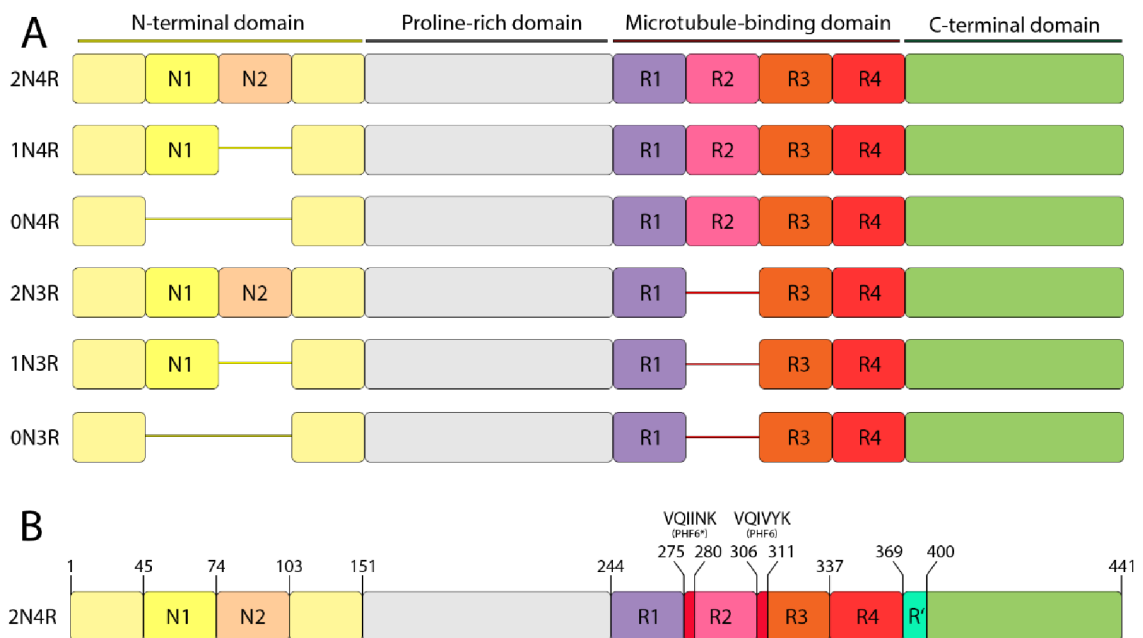 A
N-terminal domain Proline-rich domain Microtubule-binding domain C-terminal domain
2N4R N1 N2 R1 R2 R3 R4
1N4R N1 R1 R2 R3 R4
0N4R R1 R2 R3 R4
2N3R N1 N2 R1 R3 R4
1N3R N1 R1 R3 R4
0N3R R1 R3 R4
B
VQIINK VQIVYK
(PHF6*) (PHF6)
1 45 74 103 151 244 275 280 306 311 337 369 400 441
2N4R N1 N2 R1 R2 R3 R4 R'